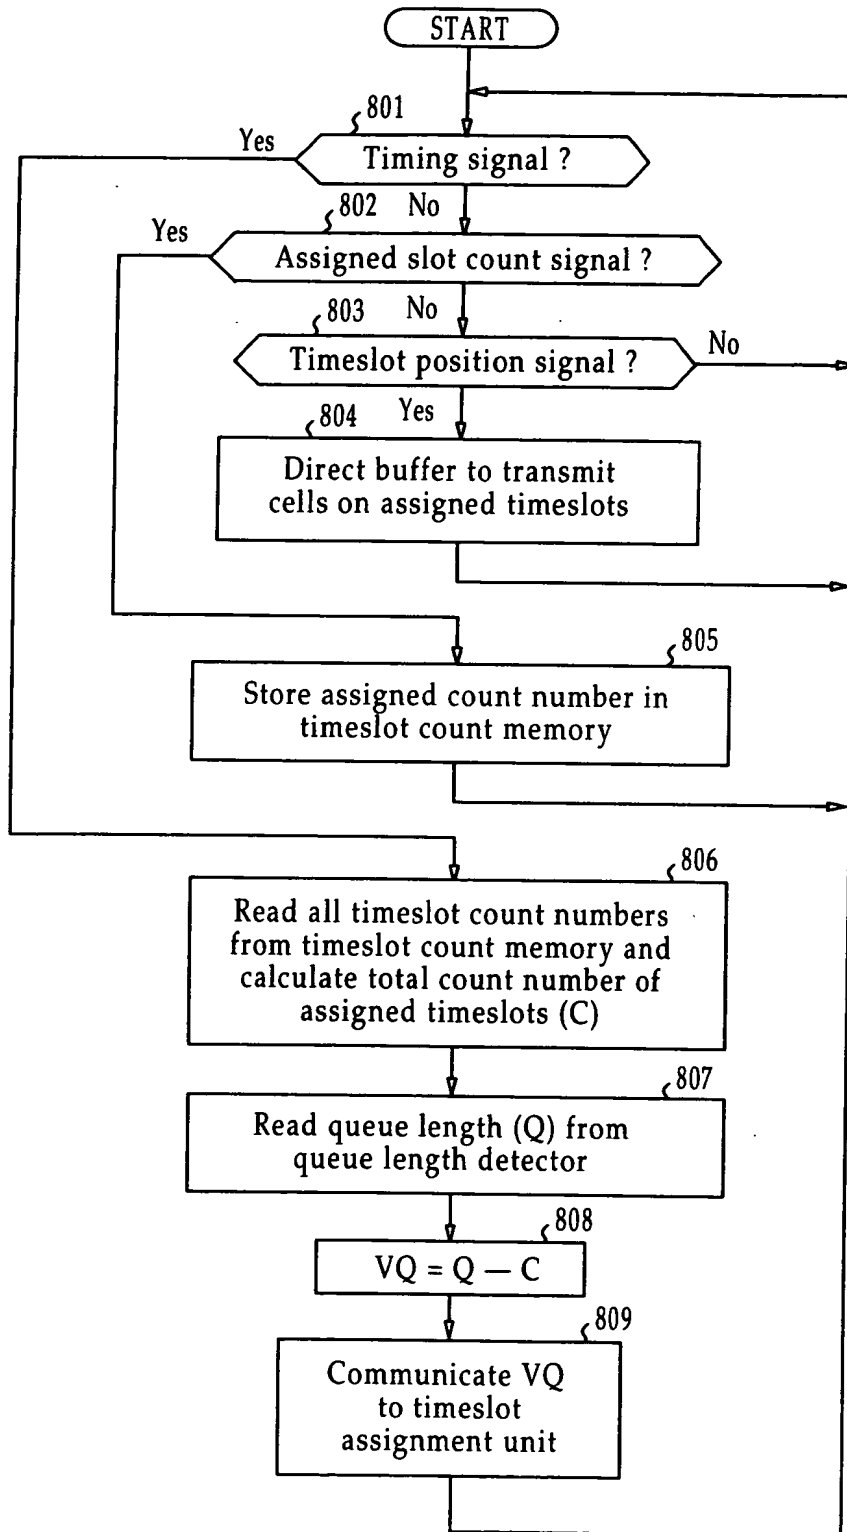 START
801
Yes
Timing signal ?
802 No
Yes
Assigned slot count signal ?
803 No
Timeslot position signal ?
No
804 Yes
Direct buffer to transmit
cells on assigned timeslots
805
Store assigned count number in
timeslot count memory
806
Read all timeslot count numbers
from timeslot count memory and
calculate total count number of
assigned timeslots (C)
807
Read queue length (Q) from
queue length detector
808
VQ = Q — C
809
Communicate VQ
to timeslot
assignment unit